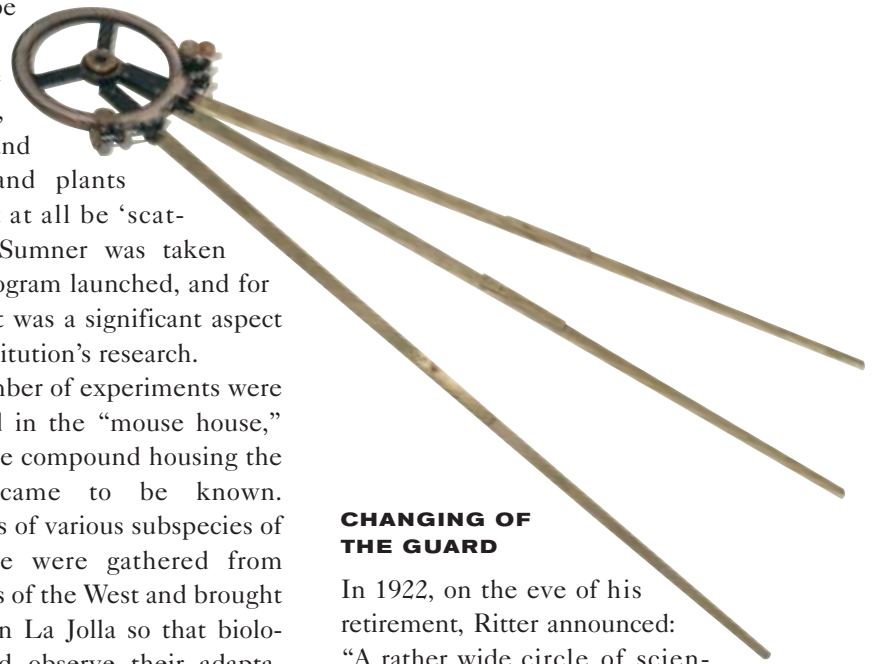 be
and
and plants
at all be ‘scat-
Sumner was taken
ogram launched, and for
t was a significant aspect
titution’s research.
mber of experiments were
d in the “mouse house,”
e compound housing the
came to be known.
s of various subspecies of
e were gathered from
s of the West and brought
n La Jolla so that biolo-
d observe their adapta-
CHANGING OF
THE GUARD
In 1922, on the eve of his
retirement, Ritter announced:
“A rather wide circle of scien-